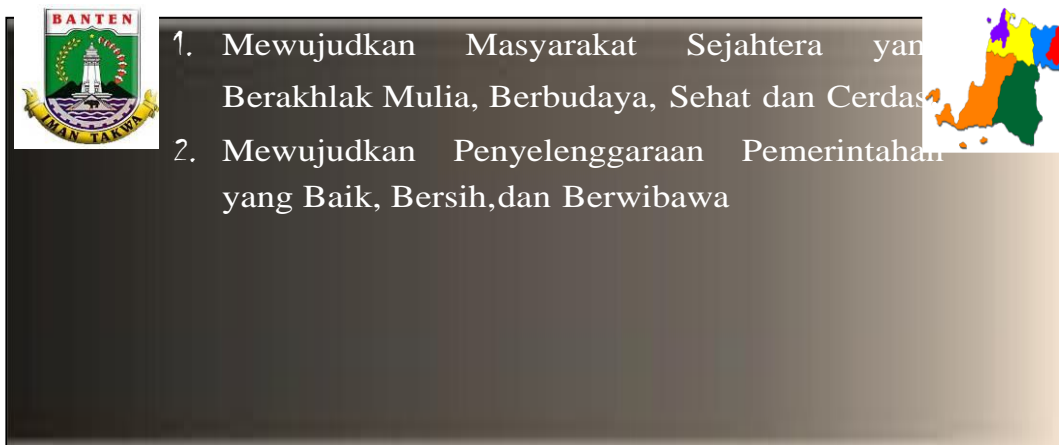 BANTEN
1. Mewujudkan Masyarakat Sejahtera yan
Berakhlak Mulia, Berbudaya, Sehat dan Cerdas
2. Mewujudkan Penyelenggaraan Pemerintahan
yang Baik, Bersih,dan Berwibawa
IMAN TAKWA